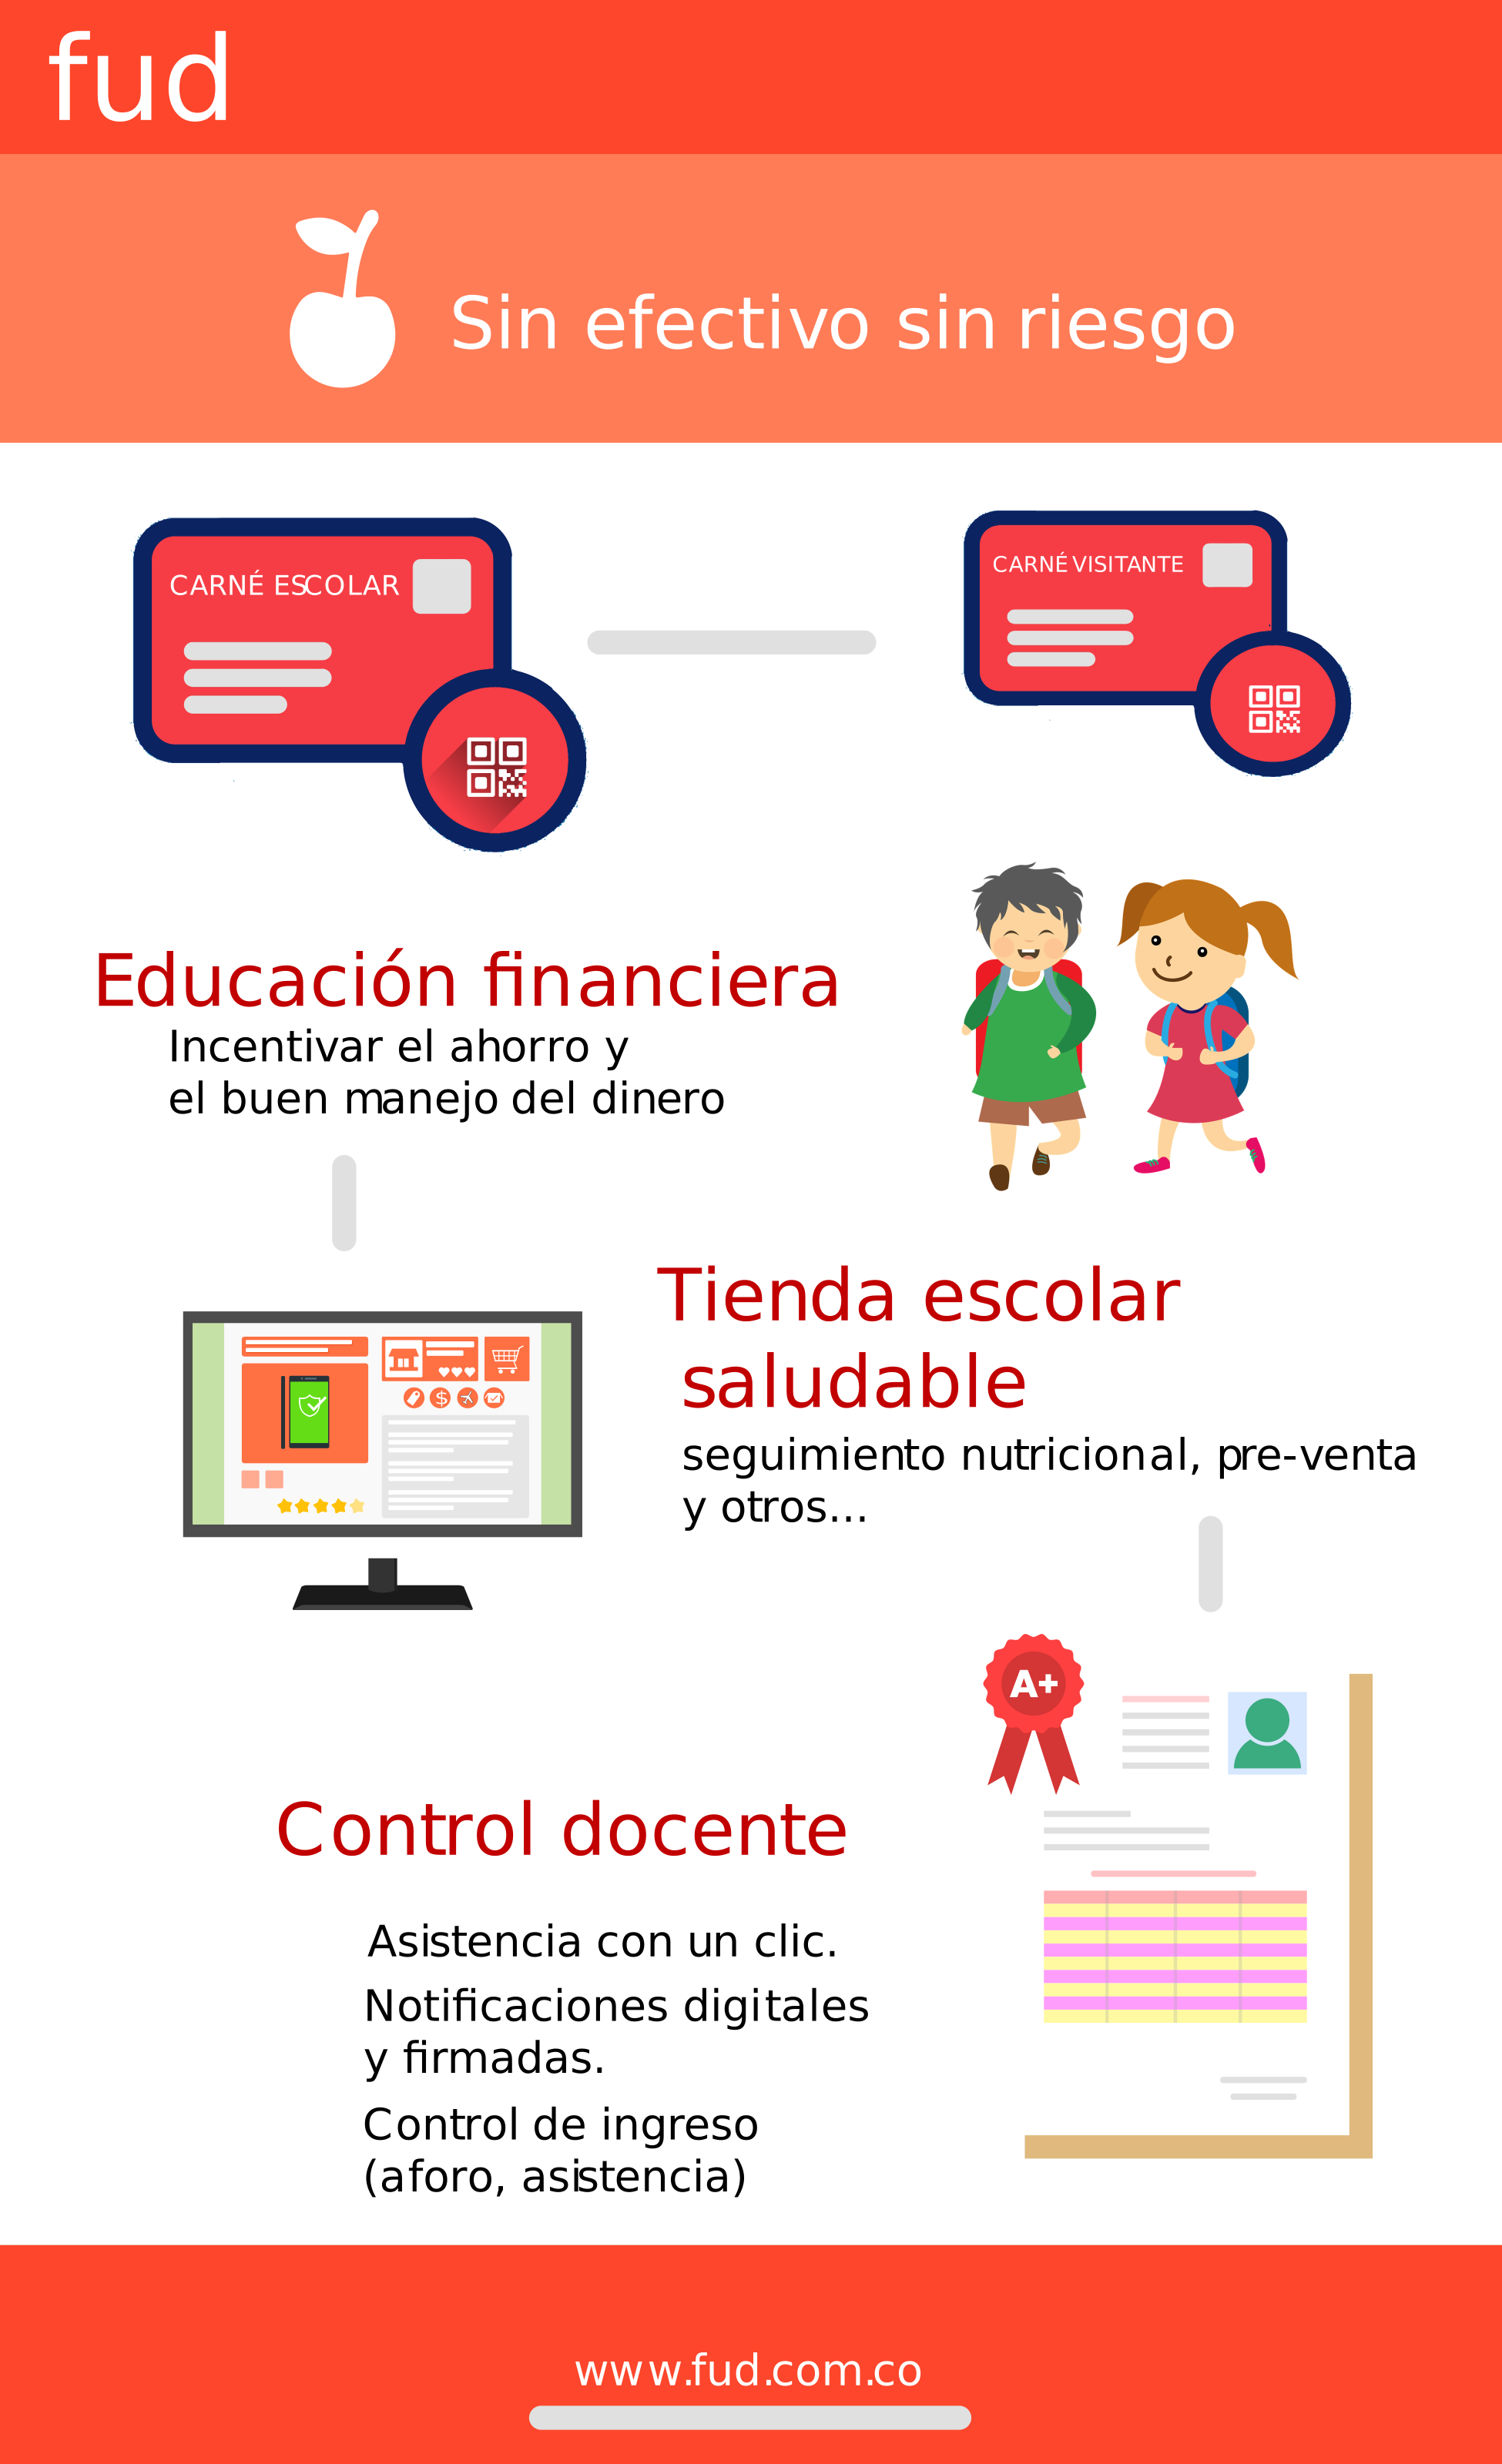 fud
Sin efectivo sin riesgo
CARNÉ ESCOLAR
CARNÉ VISITANTE
Educación financiera
Incentivar el ahorro y
el buen manejo del dinero
Tienda escolar
saludable
seguimiento nutricional, pre-venta
y otros...
A+
Control docente
Asistencia con un clic.
Notificaciones digitales
y firmadas.
Control de ingreso
(aforo, asistencia)
www.fud.com.co